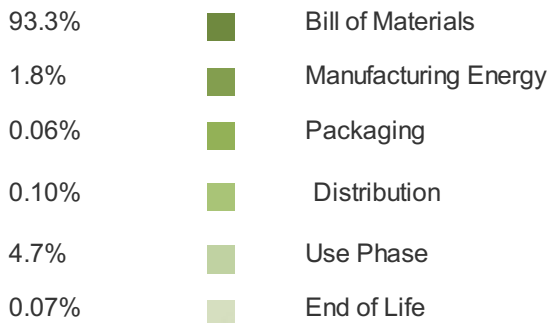 93.3% Bill of Materials
1.8% Manufacturing Energy
0.06% Packaging
0.10% Distribution
4.7% Use Phase
0.07% End of Life